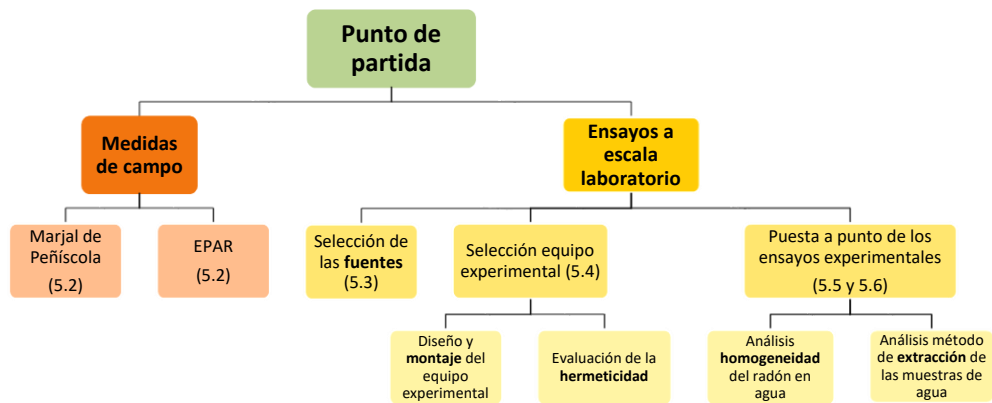 Punto de
partida
Medidas
de campo
Ensayos a
escala
laboratorio
Marjal de
Peñíscola
(5.2)
EPAR
(5.2)
Selección de
las fuentes
(5.3)
Selección equipo
experimental (5.4)
Puesta a punto de los
ensayos experimentales
(5.5 y 5.6)
Diseño y
montaje del
equipo
experimental
Evaluación de la
hermeticidad
Análisis
homogeneidad
del radón en
agua
Análisis método
de extracción de
las muestras de
agua